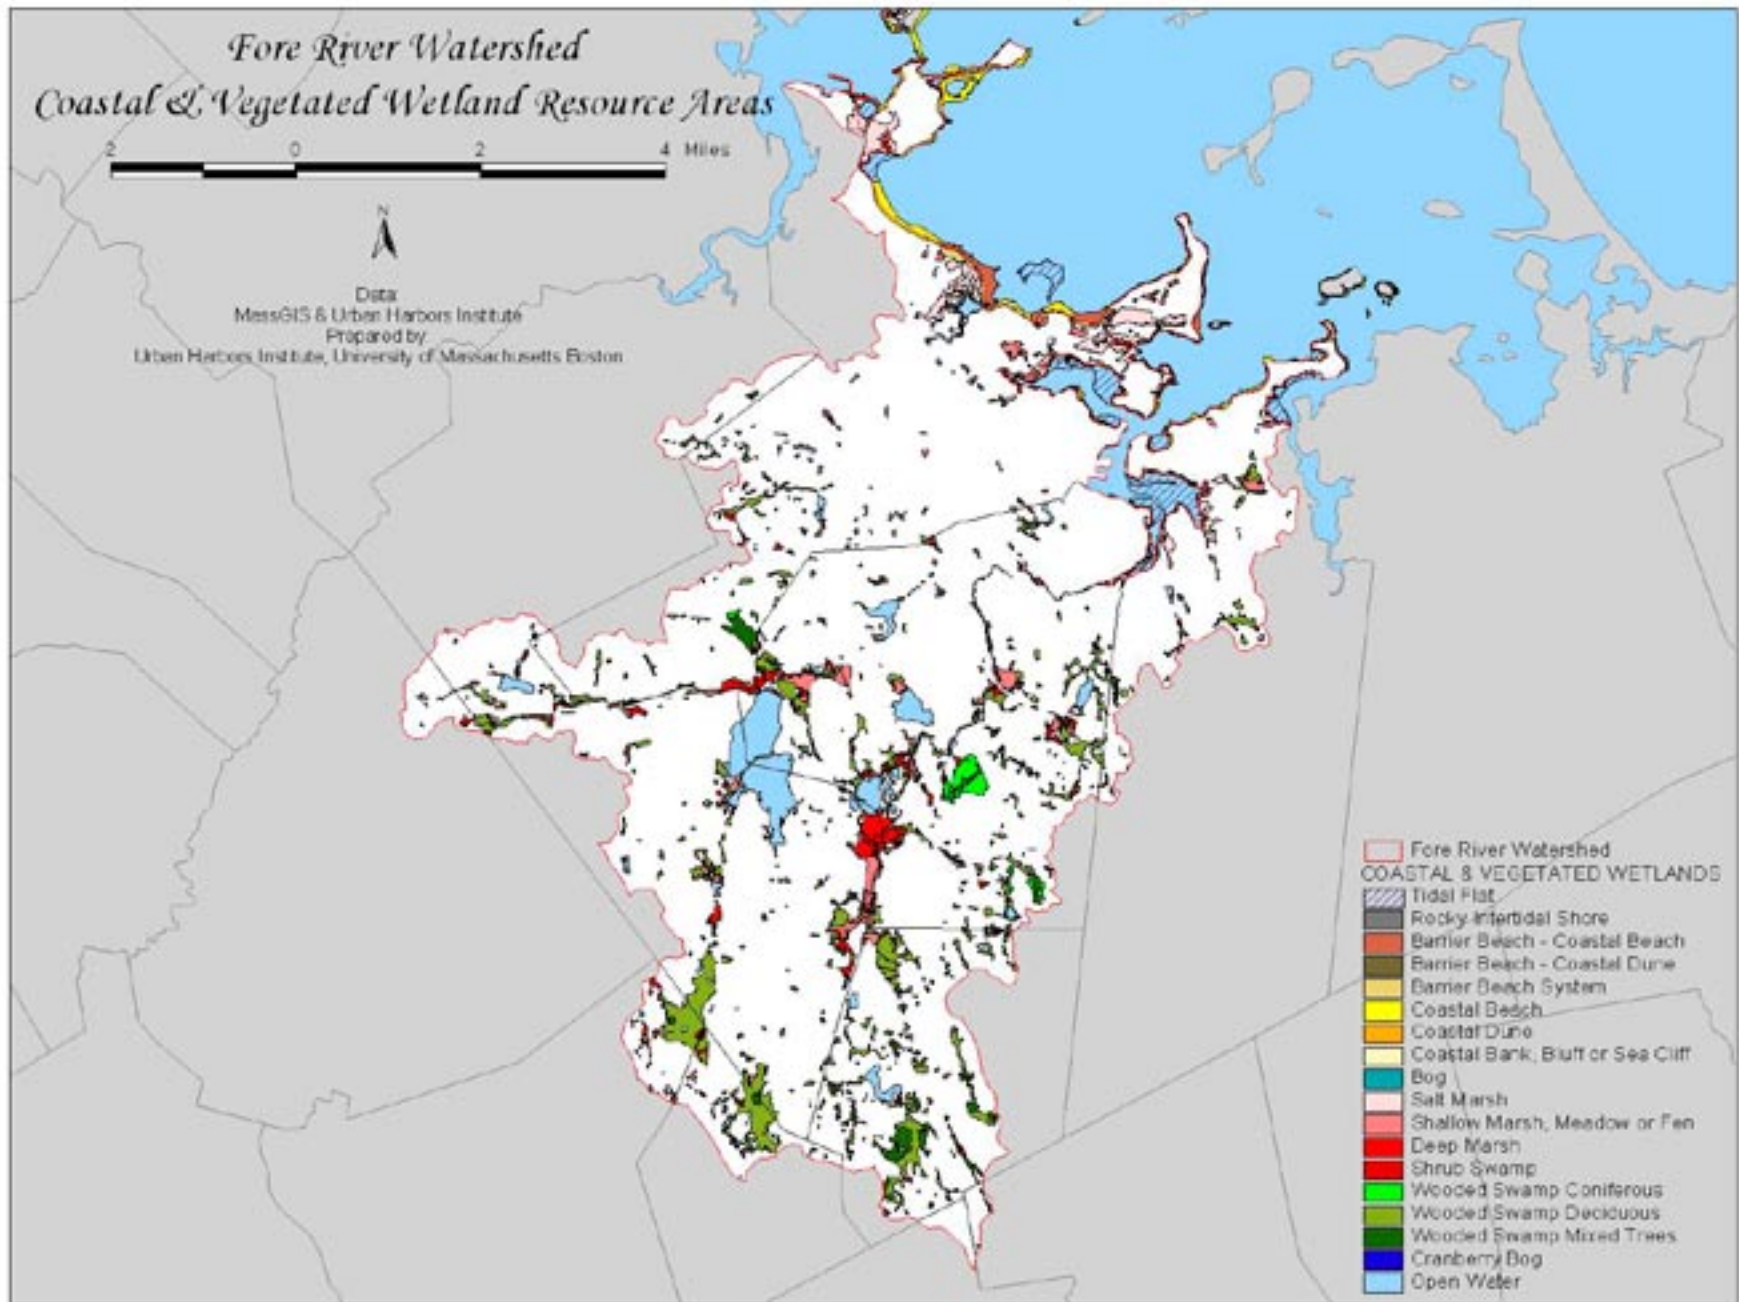 Fore River Watershed
Coastal & Vegetated Wetland Resource Areas
2 0 2 4 Miles
N
Data:
MassGIS & Urban Harbors Institute
Prepared by:
Urban Harbors Institute, University of Massachusetts Boston
Fore River Watershed
COASTAL & VEGETATED WETLANDS
Tidal Flat
Rocky Intertidal Shore
Barrier Beach - Coastal Beach
Barrier Beach - Coastal Dune
Barrier Beach System
Coastal Beach
Coastal Dune
Coastal Bank, Bluff or Sea Cliff
Bog
Salt Marsh
Shallow Marsh, Meadow or Fen
Deep Marsh
Shrub Swamp
Wooded Swamp Coniferous
Wooded Swamp Deciduous
Wooded Swamp Mixed Trees
Cranberry Bog
Open Water